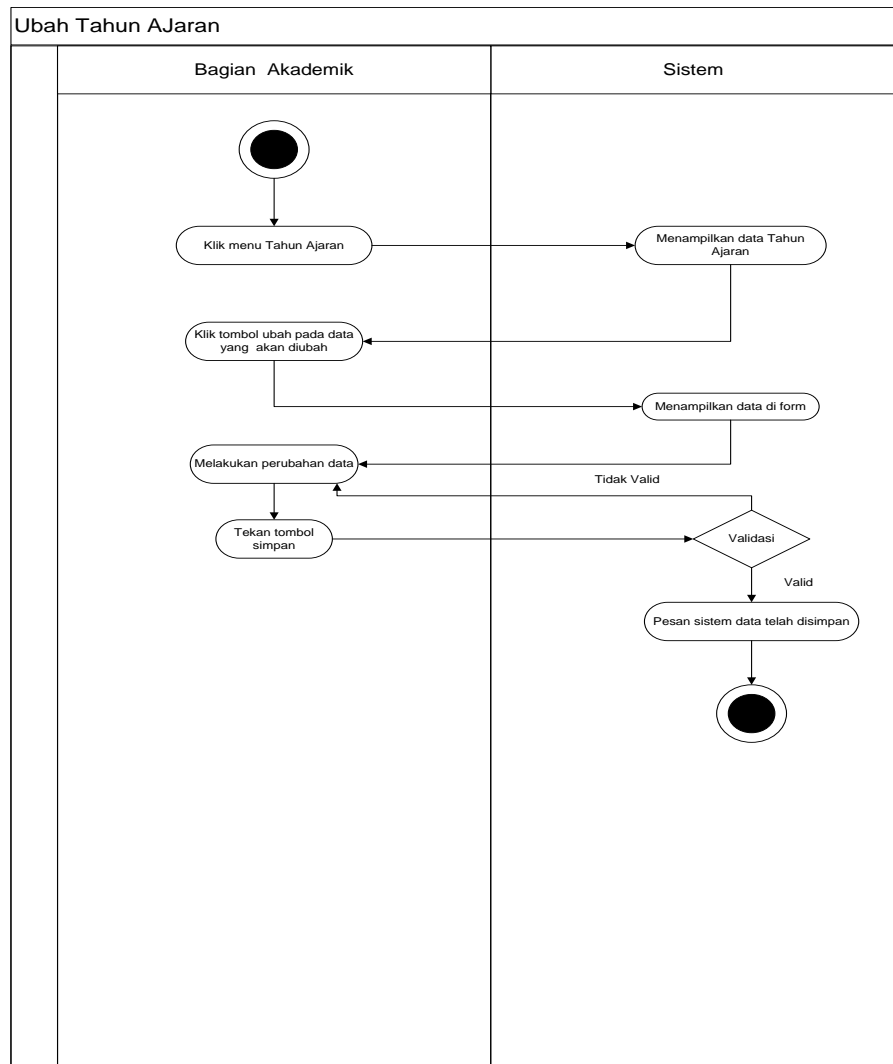 Ubah Tahun AJaran
Bagian Akademik
Sistem
Klik menu Tahun Ajaran
Menampilkan data Tahun
Ajaran
Klik tombol ubah pada data
yang akan diubah
Menampilkan data di form
Melakukan perubahan data
Tidak Valid
Tekan tombol
simpan
Validasi
Valid
Pesan sistem data telah disimpan